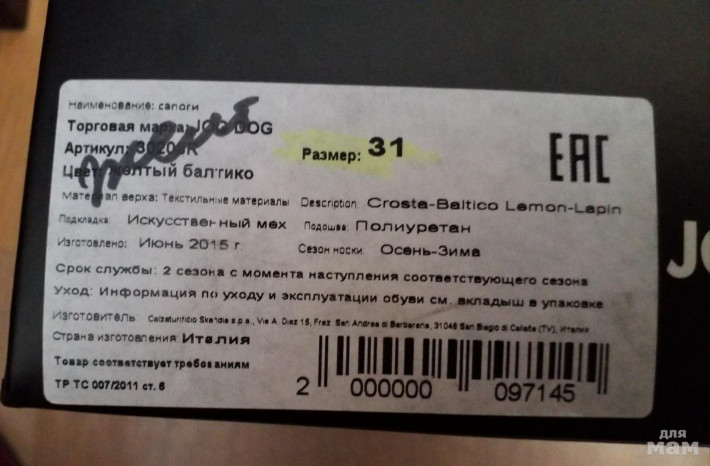 Наименование: сапоги
Торговая марка: JOG DOG
Артикул:
Размер: 31
EAC
Цвет: желтый балтико
Материал верха: Текстильные материалы Description: Crosta-Baltico Lemon-Lapin
Подкладка: Искусственный мех Подошва: Полиуретан
Изготовлено: Июнь 2015 г. Сезон носки: Осень-Зима
Срок службы: 2 сезона с момента наступления соответствующего сезона
Уход: Информация по уходу и эксплуатации обуви см. вкладыш в упаковке
Изготовитель: Calzaturificio Skandia s.p.a., Via A. Diaz 15, Fraz. San Andrea di Barbarana, 31048 San Biagio di Callalta (TV), Италия
Страна изготовления: Италия
Товар соответствует требованиям
ТР ТС 007/2011 ст. 6
2 000000 097145
JO
для
мам